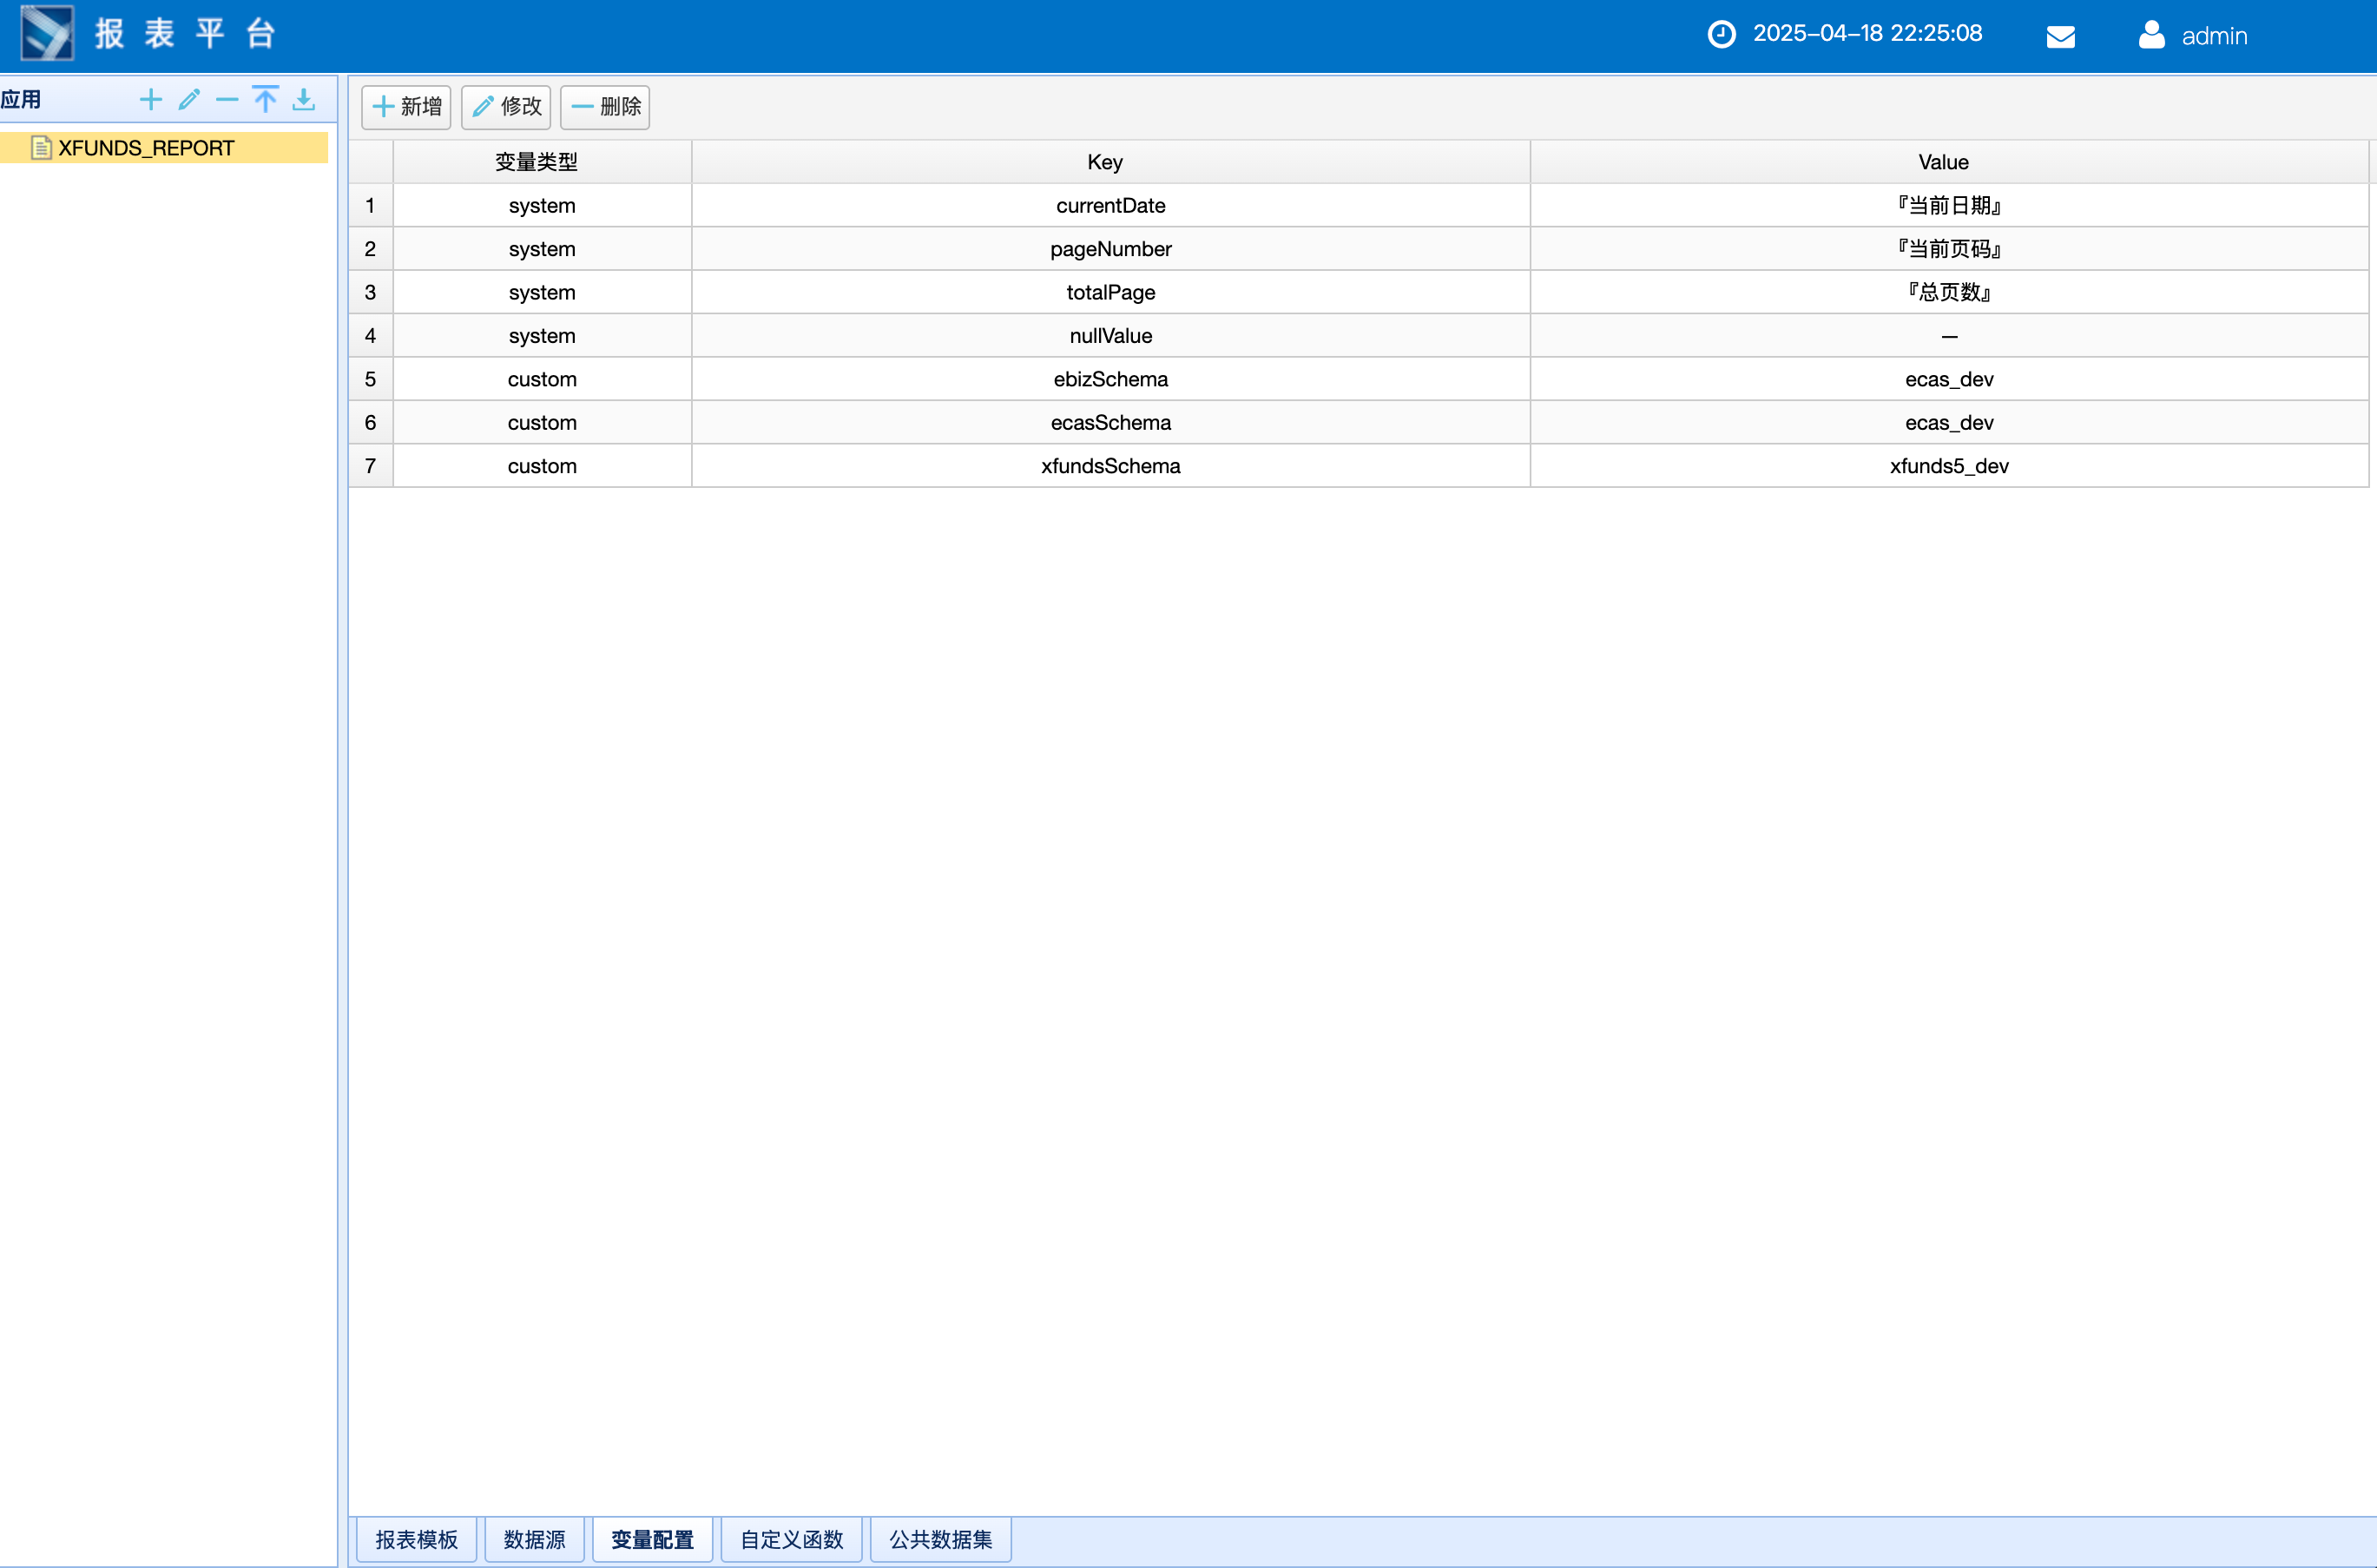 报表平台
2025-04-18 22:25:08
admin
应用
XFUNDS_REPORT
新增 修改 删除
变量类型 Key Value
1 system currentDate 『当前日期』
2 system pageNumber 『当前页码』
3 system totalPage 『总页数』
4 system nullValue —
5 custom ebizSchema ecas_dev
6 custom ecasSchema ecas_dev
7 custom xfundsSchema xfunds5_dev
报表模板 数据源 变量配置 自定义函数 公共数据集